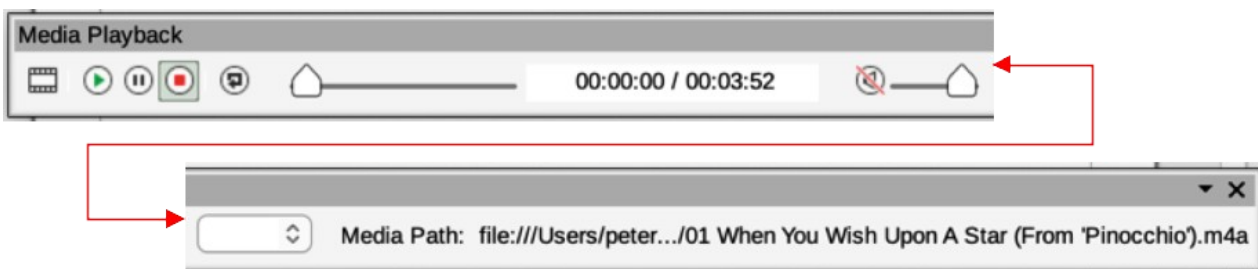 Media Playback
00:00:00 / 00:03:52
Media Path: file:///Users/peter.../01 When You Wish Upon A Star (From 'Pinocchio').m4a